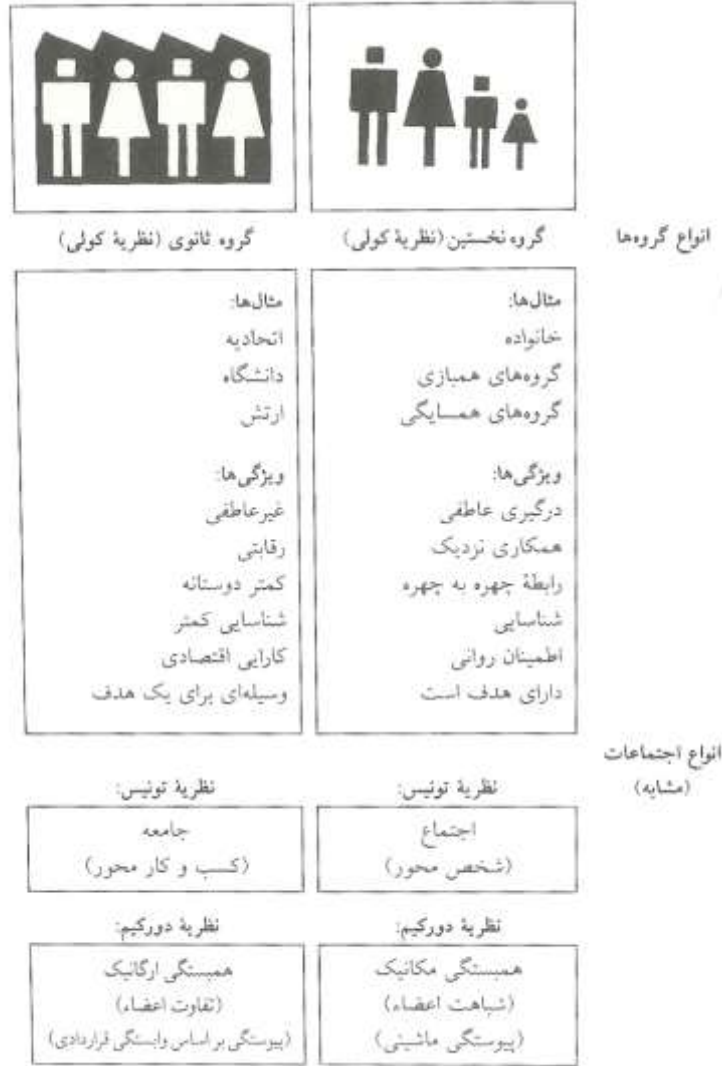 انواع گروه‌ها
گروه نخستین (نظریهٔ کولی)
گروه ثانوی (نظریهٔ کولی)
مثال‌ها:
خانواده
گروه‌های همبازی
گروه‌های همسایگی
ویژگی‌ها:
درگیری عاطفی
همکاری نزدیک
رابطهٔ چهره به چهره
شناسایی
اطمینان روانی
دارای هدف است
مثال‌ها:
اتحادیه
دانشگاه
ارتش
ویژگی‌ها:
غیرعاطفی
رقابتی
کمتر دوستانه
شناسایی کمتر
کارایی اقتصادی
وسیله‌ای برای یک هدف
انواع اجتماعات
(مشابه)
نظریهٔ تونیس:
اجتماع
(شخص محور)
نظریهٔ تونیس:
جامعه
(کسب و کار محور)
نظریهٔ دورکیم:
همبستگی مکانیک
(شباهت اعضاء)
(پیوستگی ماشینی)
نظریهٔ دورکیم:
همبستگی ارگانیک
(تفاوت اعضاء)
(پیوستگی بر اساس وابستگی قراردادی)